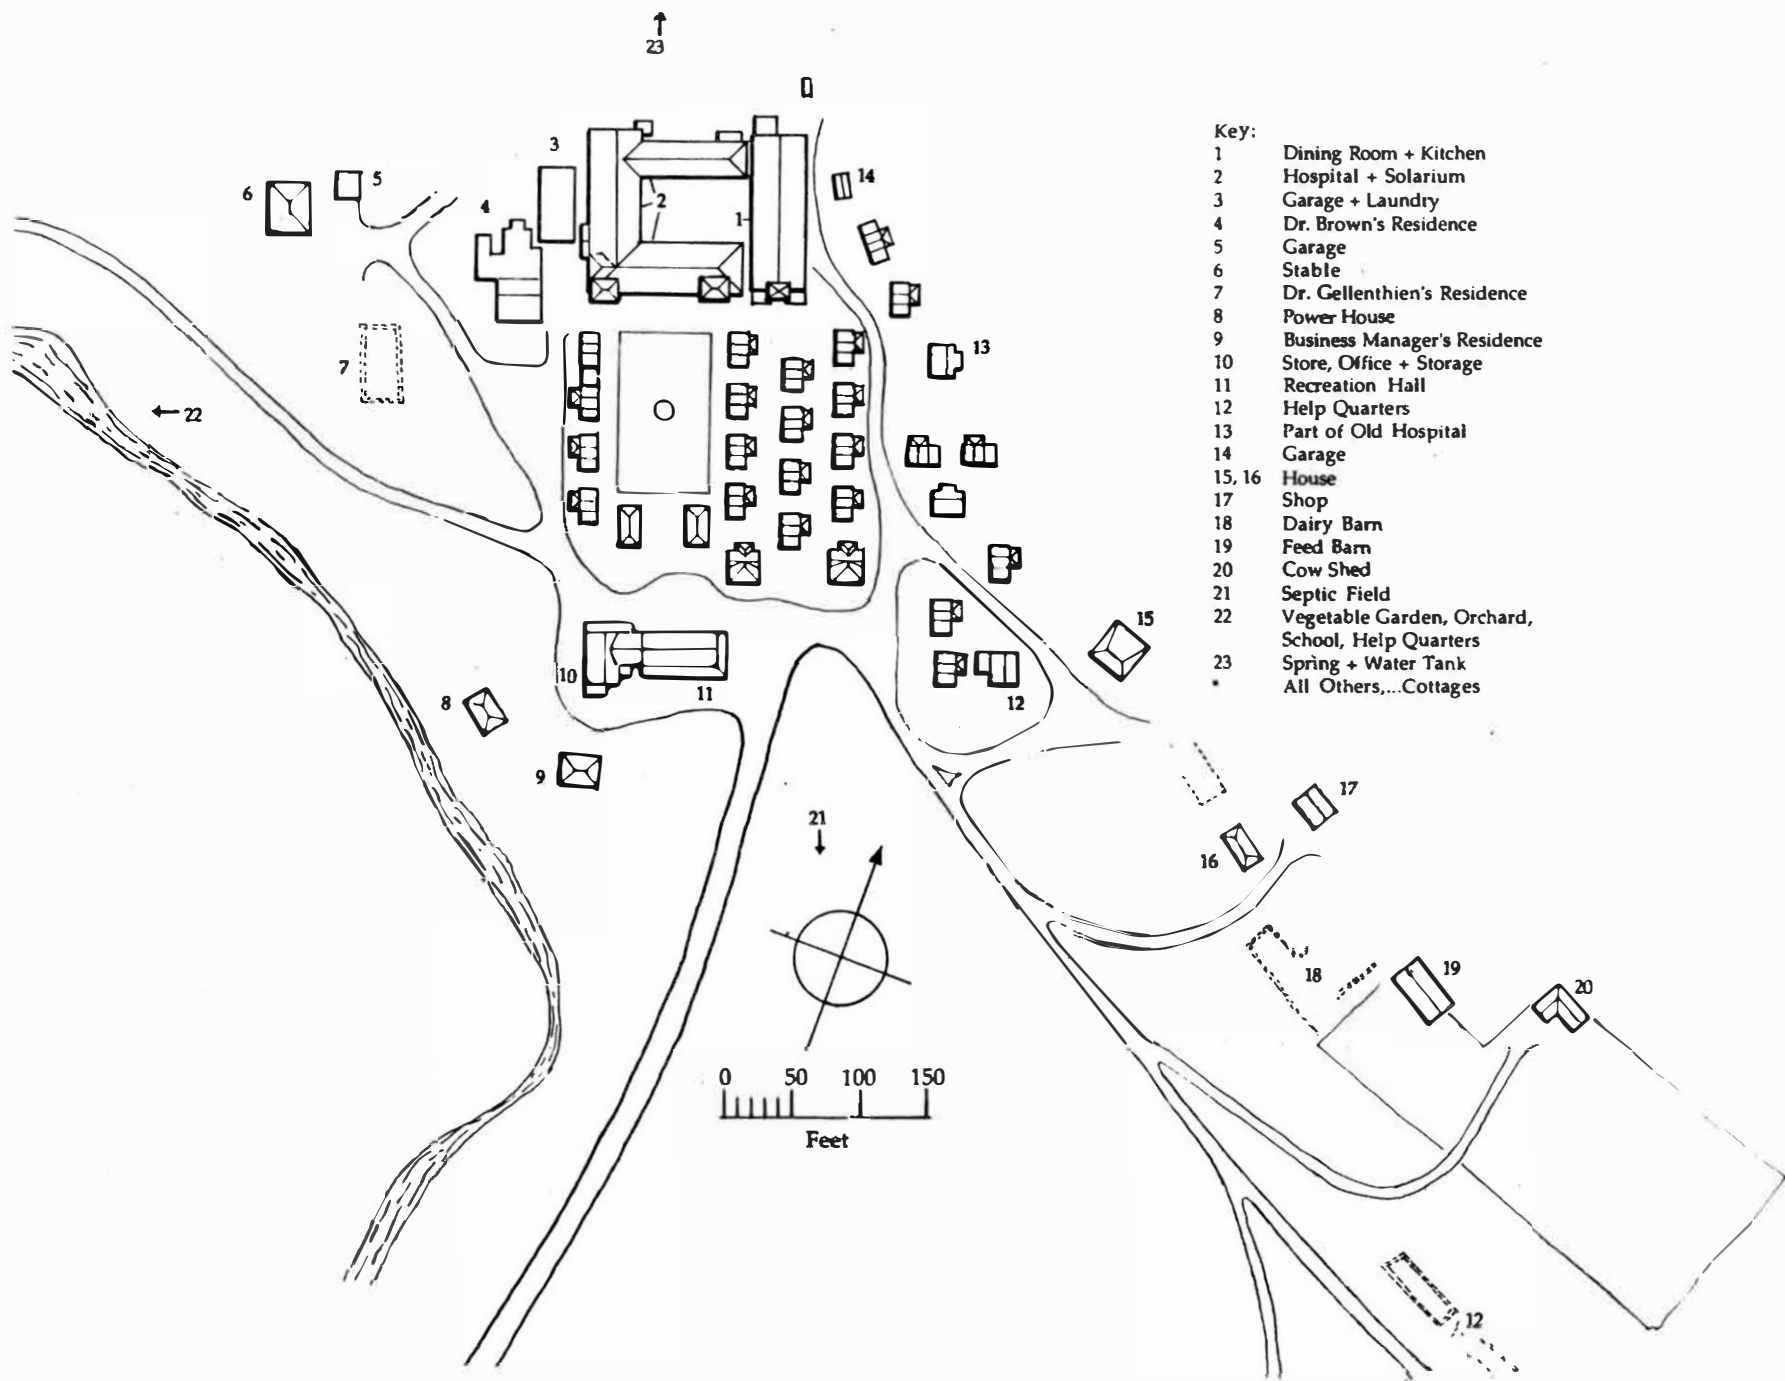 23
Key:
1 Dining Room + Kitchen
2 Hospital + Solarium
3 Garage + Laundry
4 Dr. Brown's Residence
5 Garage
6 Stable
7 Dr. Gellenthien's Residence
8 Power House
9 Business Manager's Residence
10 Store, Office + Storage
11 Recreation Hall
12 Help Quarters
13 Part of Old Hospital
14 Garage
15, 16 House
17 Shop
18 Dairy Barn
19 Feed Barn
20 Cow Shed
21 Septic Field
22 Vegetable Garden, Orchard,
School, Help Quarters
23 Spring + Water Tank
* All Others,...Cottages
3
14
5
6
2
4
1
13
7
22
15
10
11
8
12
9
17
21
16
18
19
20
0 50 100 150
Feet
12